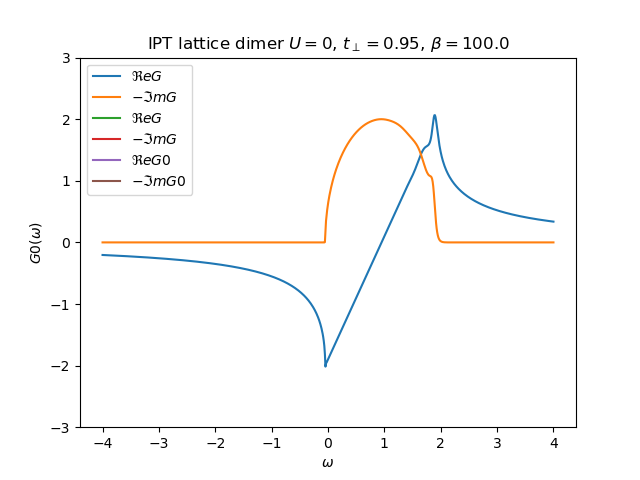 IPT lattice dimer U = 0, t⊥ = 0.95, β = 100.0
3
2
1
0
−1
−2
−3
G0(ω)
ℜeG
−ℑmG
ℜeG
−ℑmG
ℜeG0
−ℑmG0
−4 −3 −2 −1 0 1 2 3 4
ω